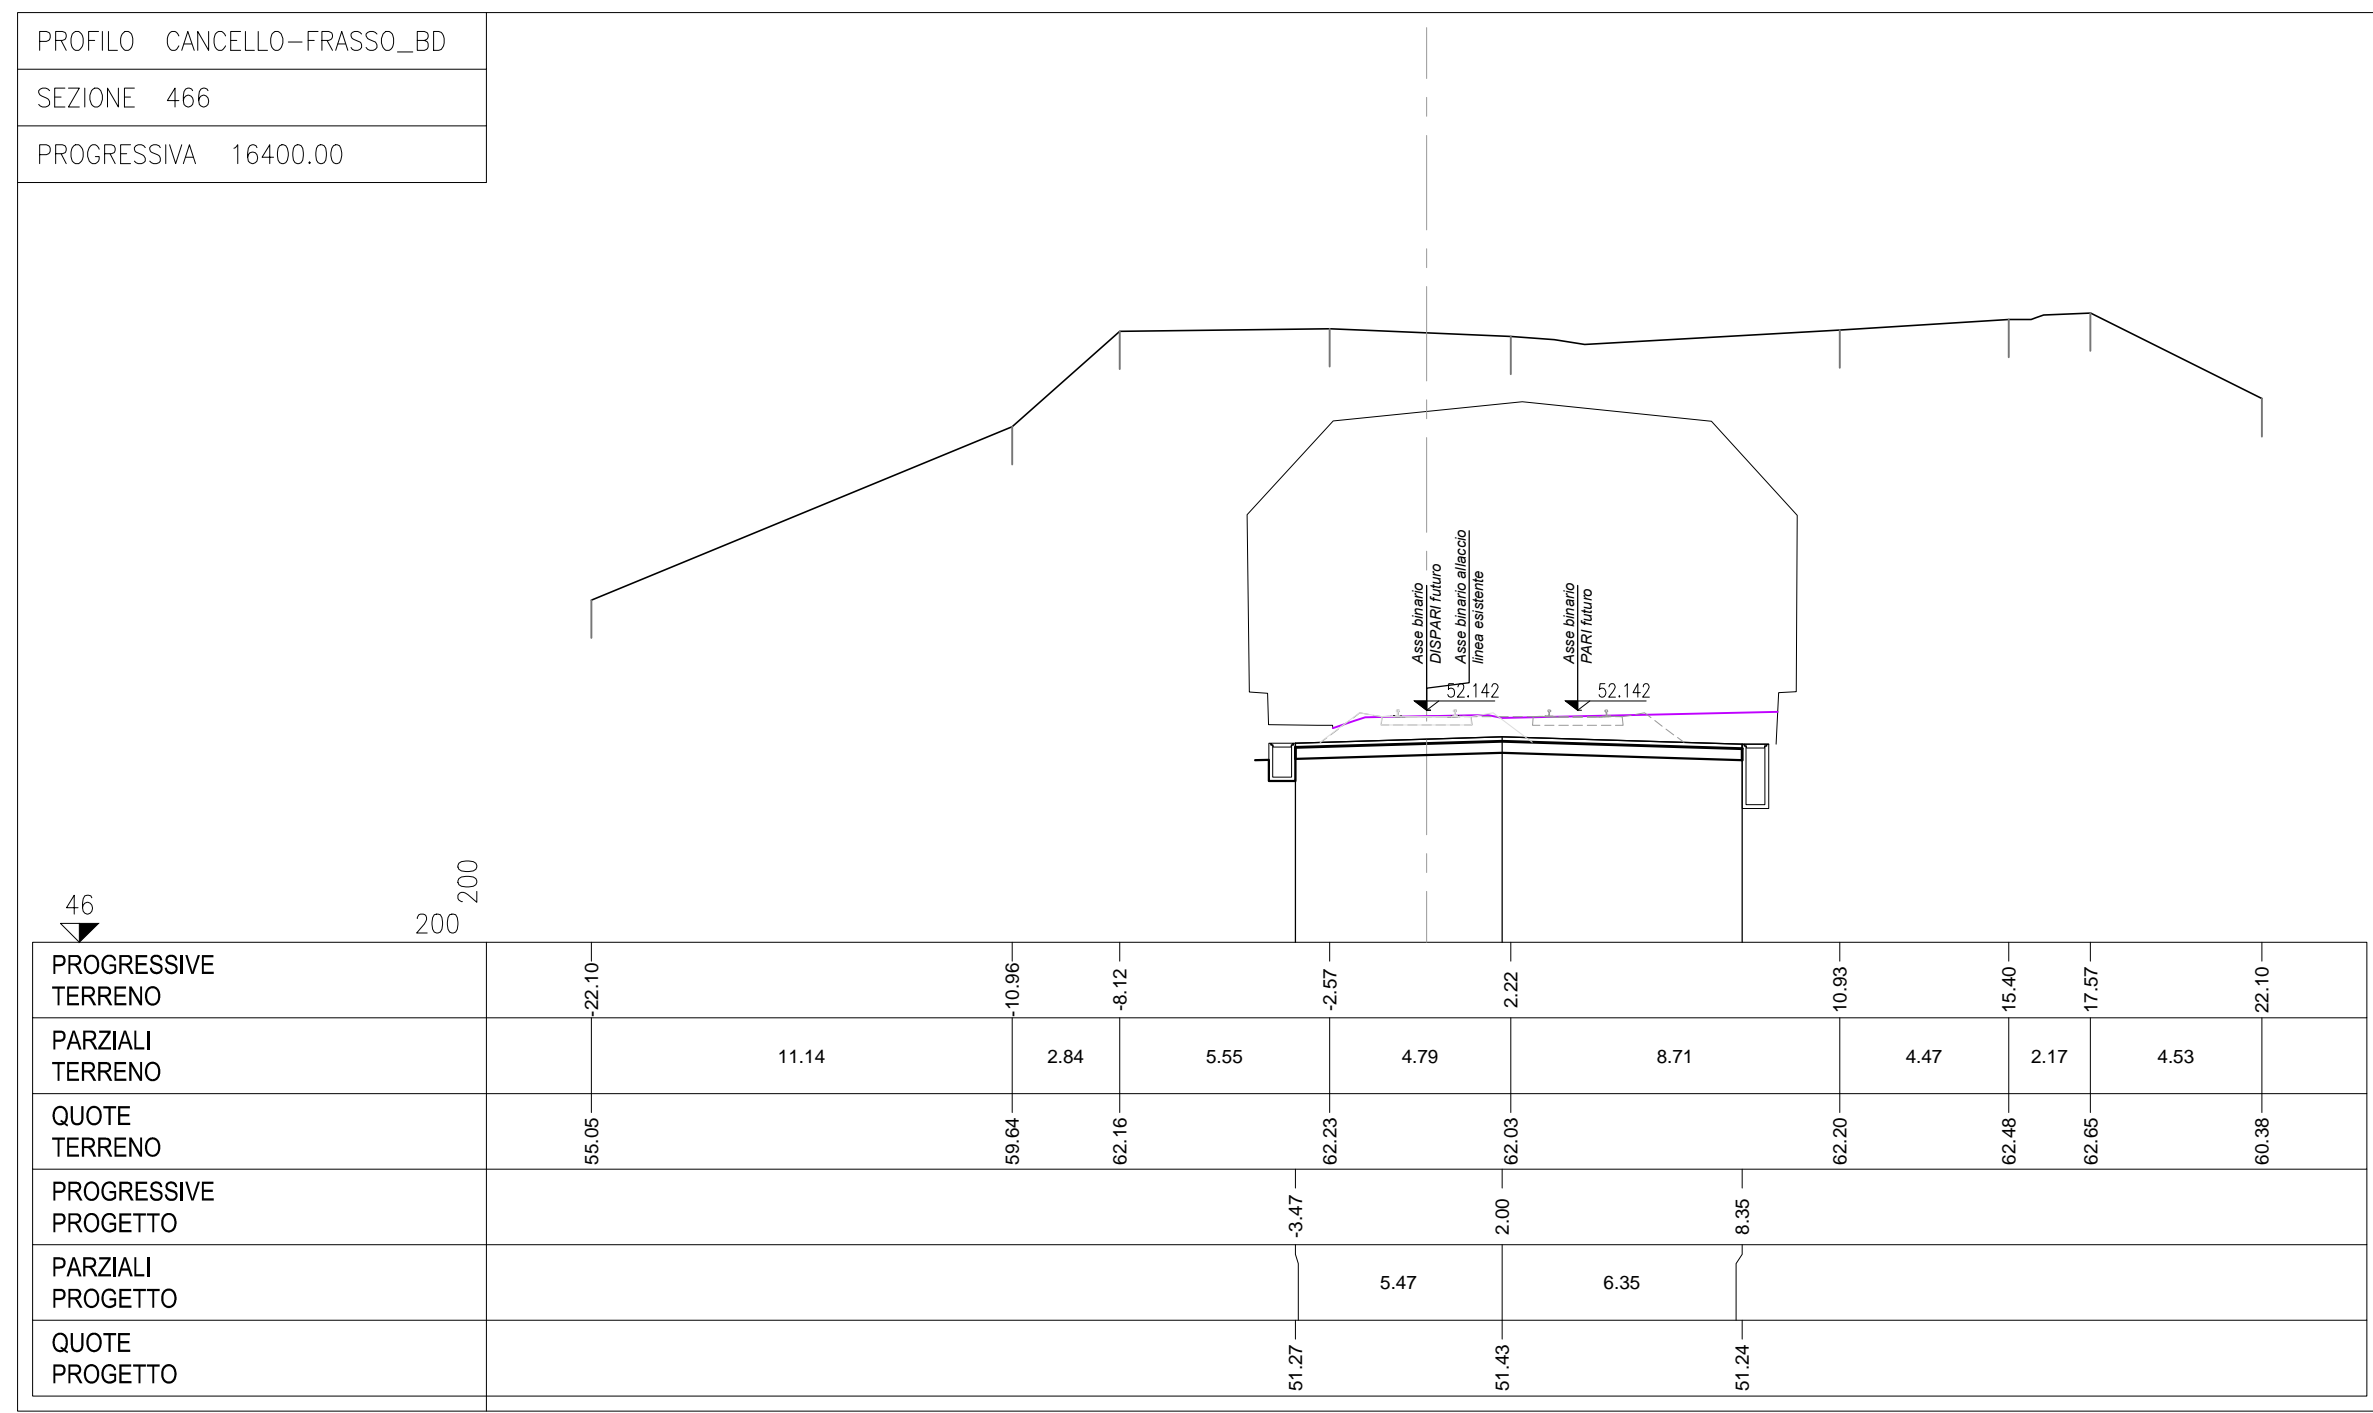 PROFILO CANCELLO-FRASSO_BD
SEZIONE 466
PROGRESSIVA 16400.00
Asse binario
DISPARI futuro
Asse binario allaccio
linea esistente
Asse binario
PARI futuro
52.142
52.142
46
200
200
PROGRESSIVE
TERRENO
-22.10 -10.96 -8.12 -2.57 2.22 10.93 15.40 17.57 22.10
PARZIALI
TERRENO
11.14 2.84 5.55 4.79 8.71 4.47 2.17 4.53
QUOTE
TERRENO
55.05 59.64 62.16 62.23 62.03 62.20 62.48 62.65 60.38
PROGRESSIVE
PROGETTO
-3.47 2.00 8.35
PARZIALI
PROGETTO
5.47 6.35
QUOTE
PROGETTO
51.27 51.43 51.24